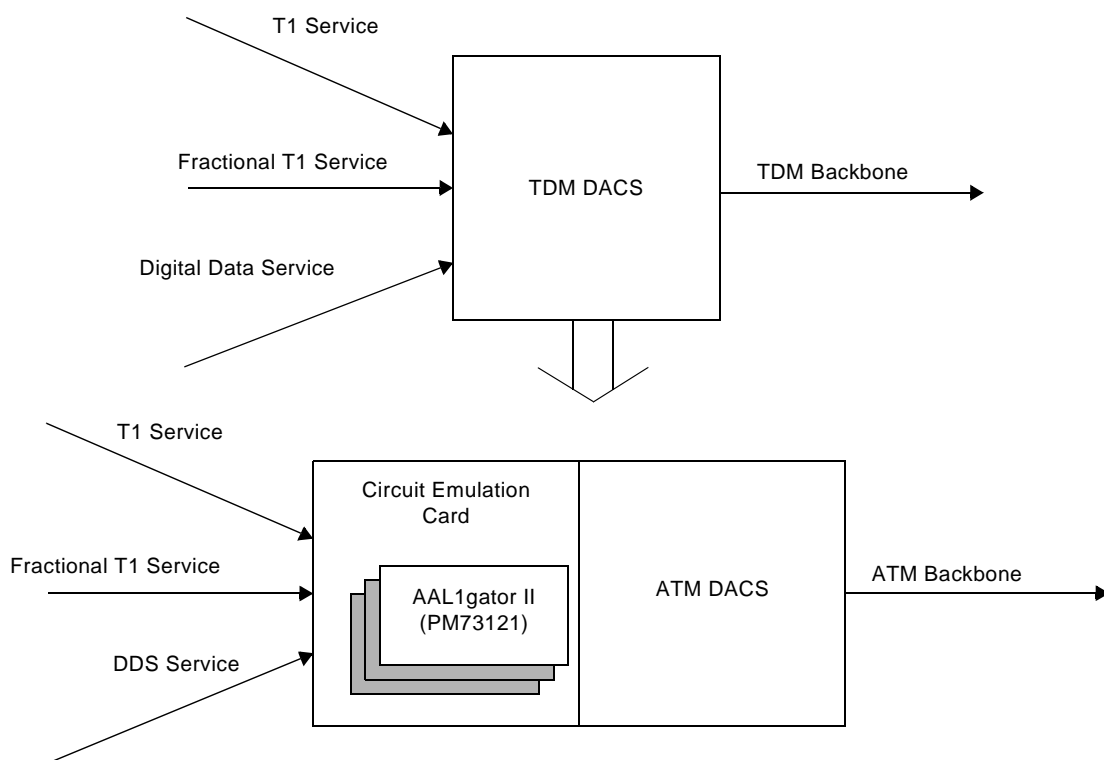 T1 Service
Fractional T1 Service
TDM DACS
TDM Backbone
Digital Data Service
T1 Service
Circuit Emulation
Card
Fractional T1 Service
AAL1gator II
(PM73121)
ATM DACS
ATM Backbone
DDS Service